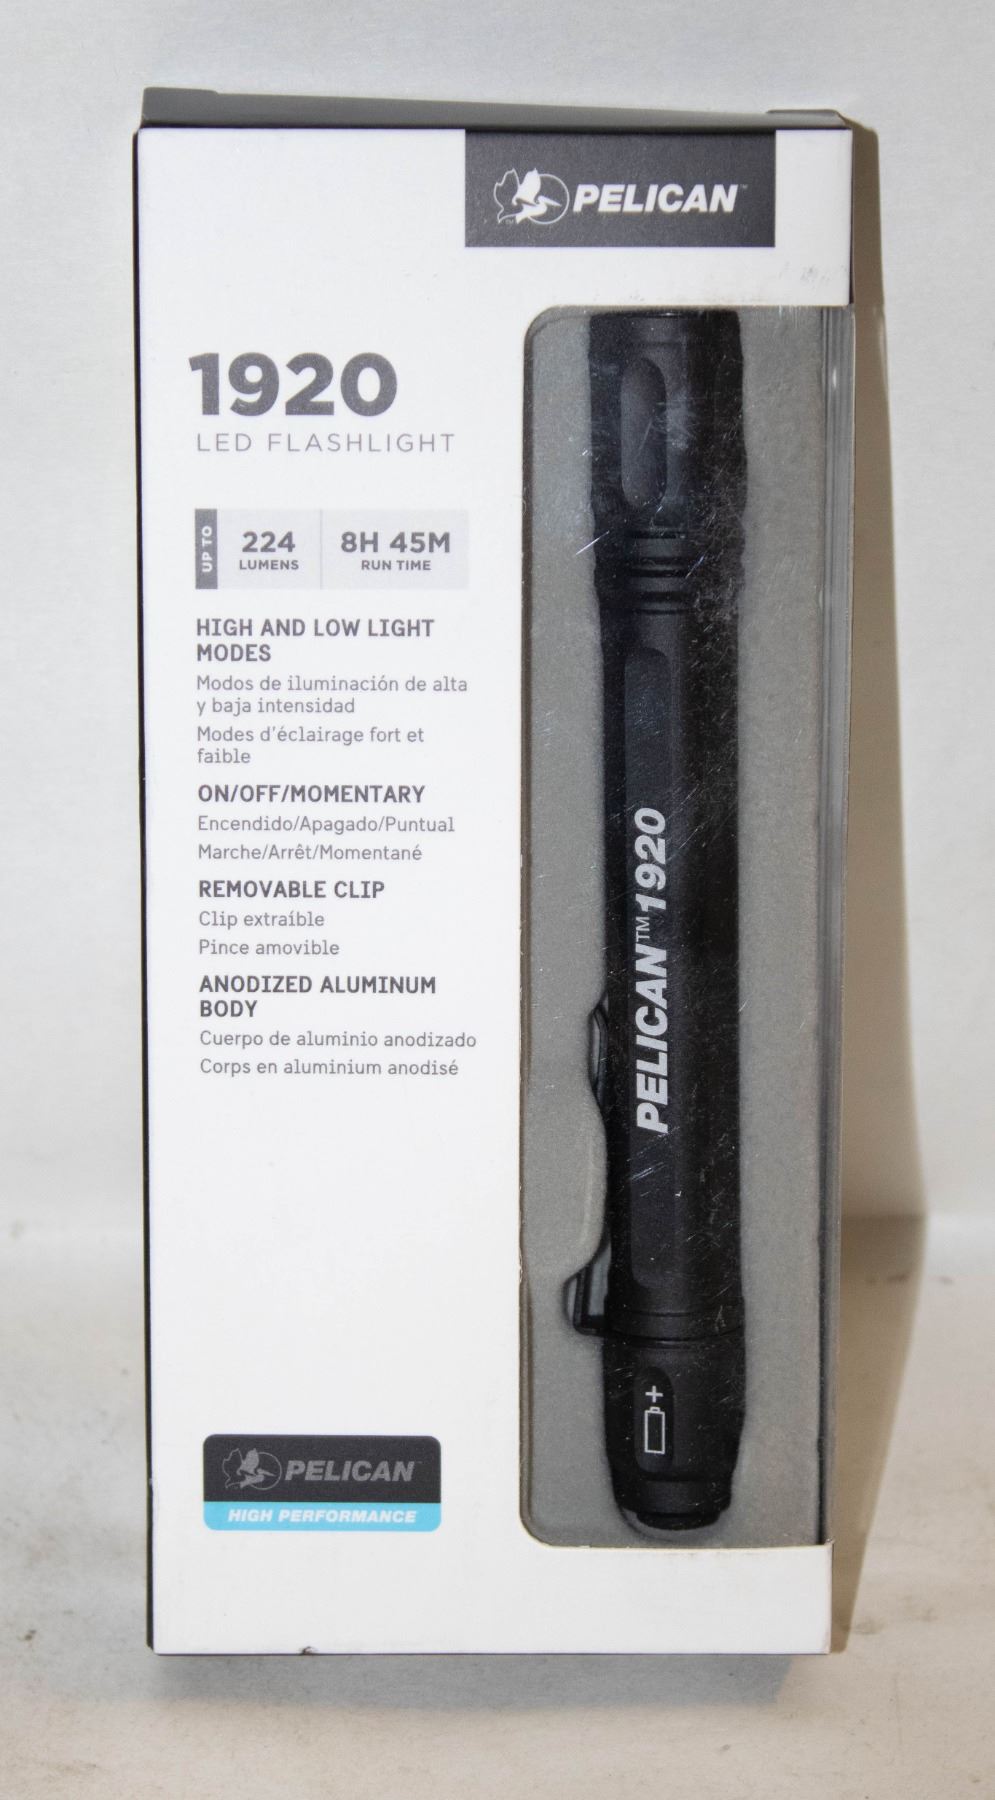 PELICAN™
1920
LED FLASHLIGHT
UP TO
224
LUMENS
8H 45M
RUN TIME
HIGH AND LOW LIGHT
MODES
Modos de iluminación de alta
y baja intensidad
Modes d'éclairage fort et
faible
ON/OFF/MOMENTARY
Encendido/Apagado/Puntual
Marche/Arrêt/Momentané
REMOVABLE CLIP
Clip extraíble
Pince amovible
ANODIZED ALUMINUM
BODY
Cuerpo de aluminio anodizado
Corps en aluminium anodisé
PELICAN™ 1920
+
PELICAN
HIGH PERFORMANCE